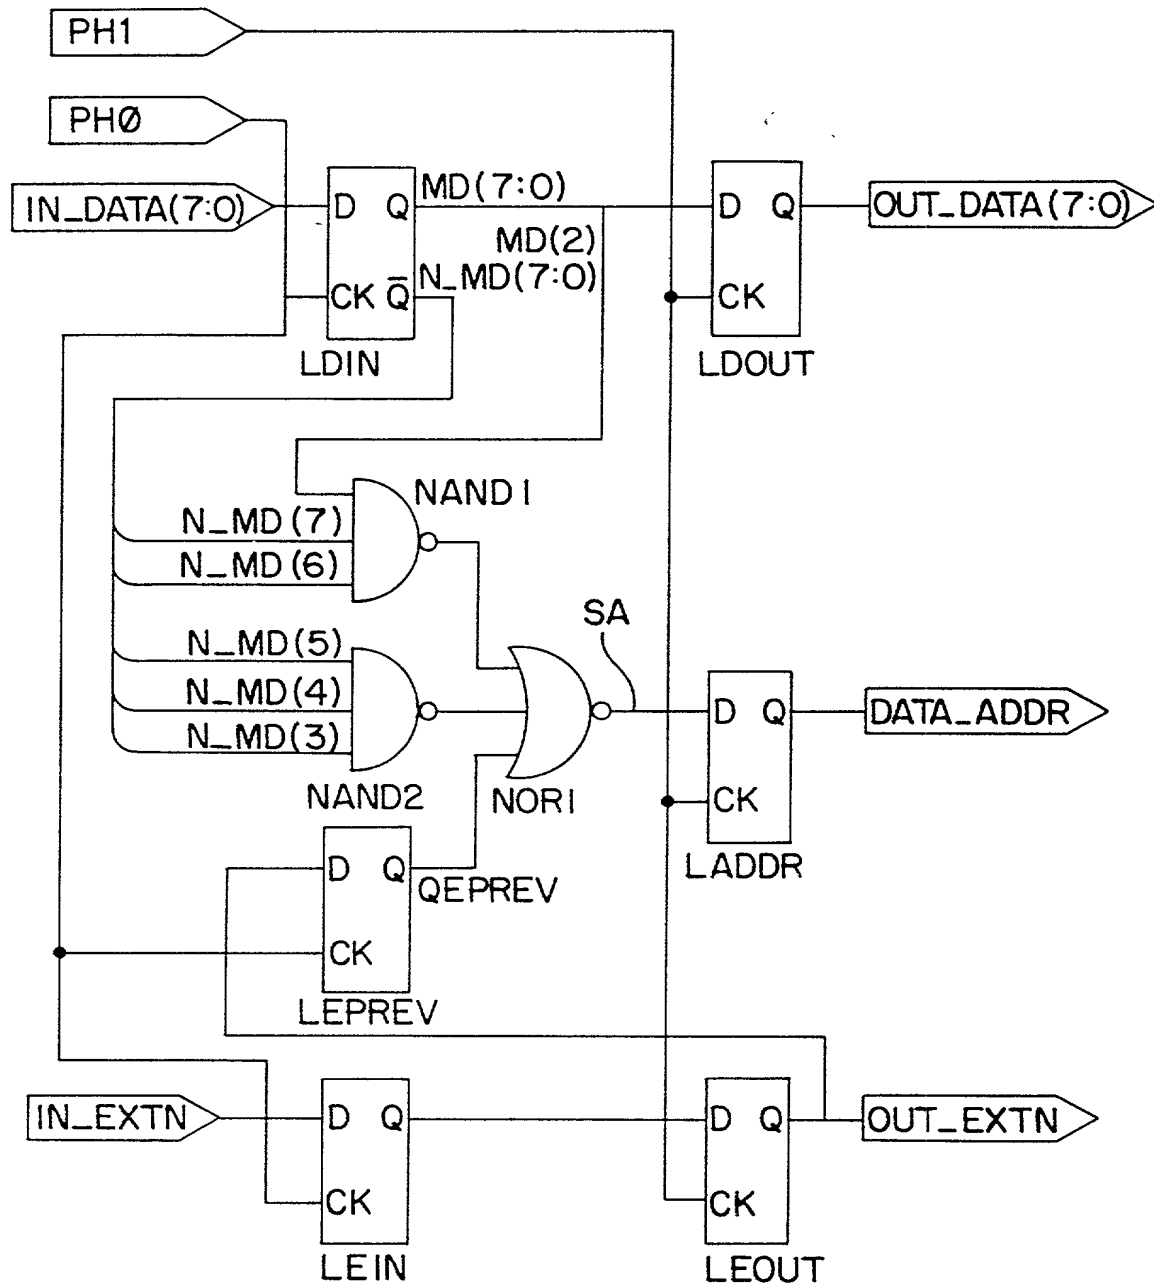 PH1
PHØ
IN_DATA(7:0)
D Q
MD(7:0)
MD(2)
N_MD(7:0)
CK Q̅
LDIN
D Q
CK
LDOUT
OUT_DATA(7:0)
NAND1
N_MD(7)
N_MD(6)
N_MD(5)
N_MD(4)
N_MD(3)
NAND2
NOR1
SA
D Q
CK
LADDR
DATA_ADDR
D Q
QEPREV
CK
LEPREV
IN_EXTN
D Q
CK
LEIN
D Q
CK
LEOUT
OUT_EXTN